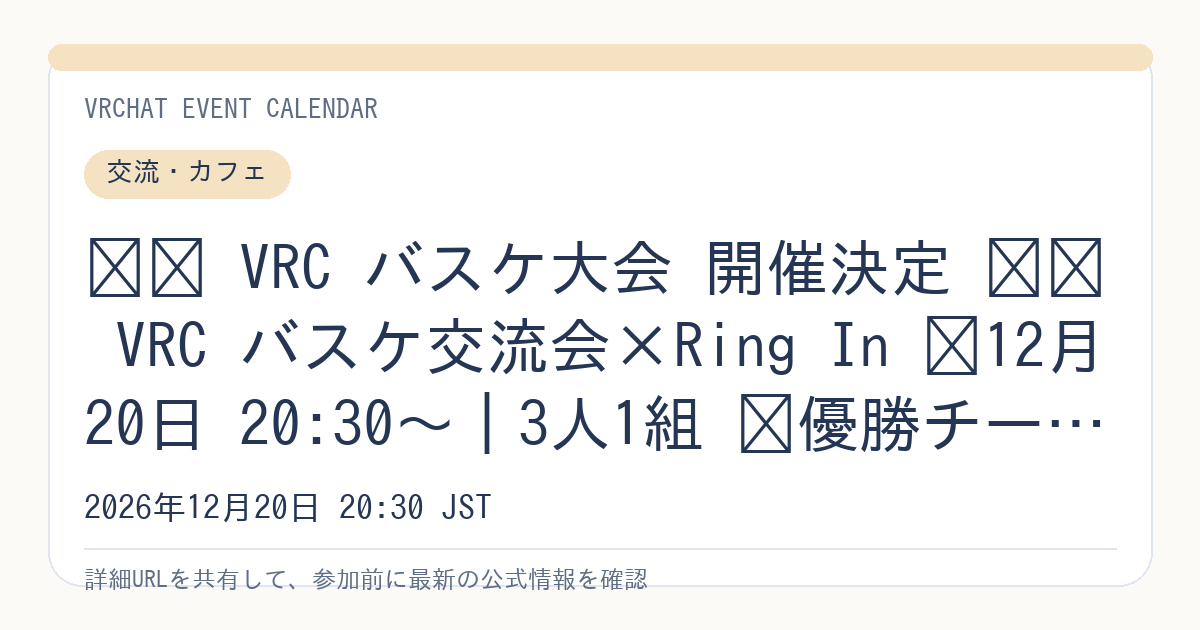 VRCHAT EVENT CALENDAR
交流・カフェ
VRC バスケ大会 開催決定
VRC バスケ交流会×Ring In 12月
20日 20:30〜｜3人1組 優勝チー…
2026年12月20日 20:30 JST
詳細URLを共有して、参加前に最新の公式情報を確認